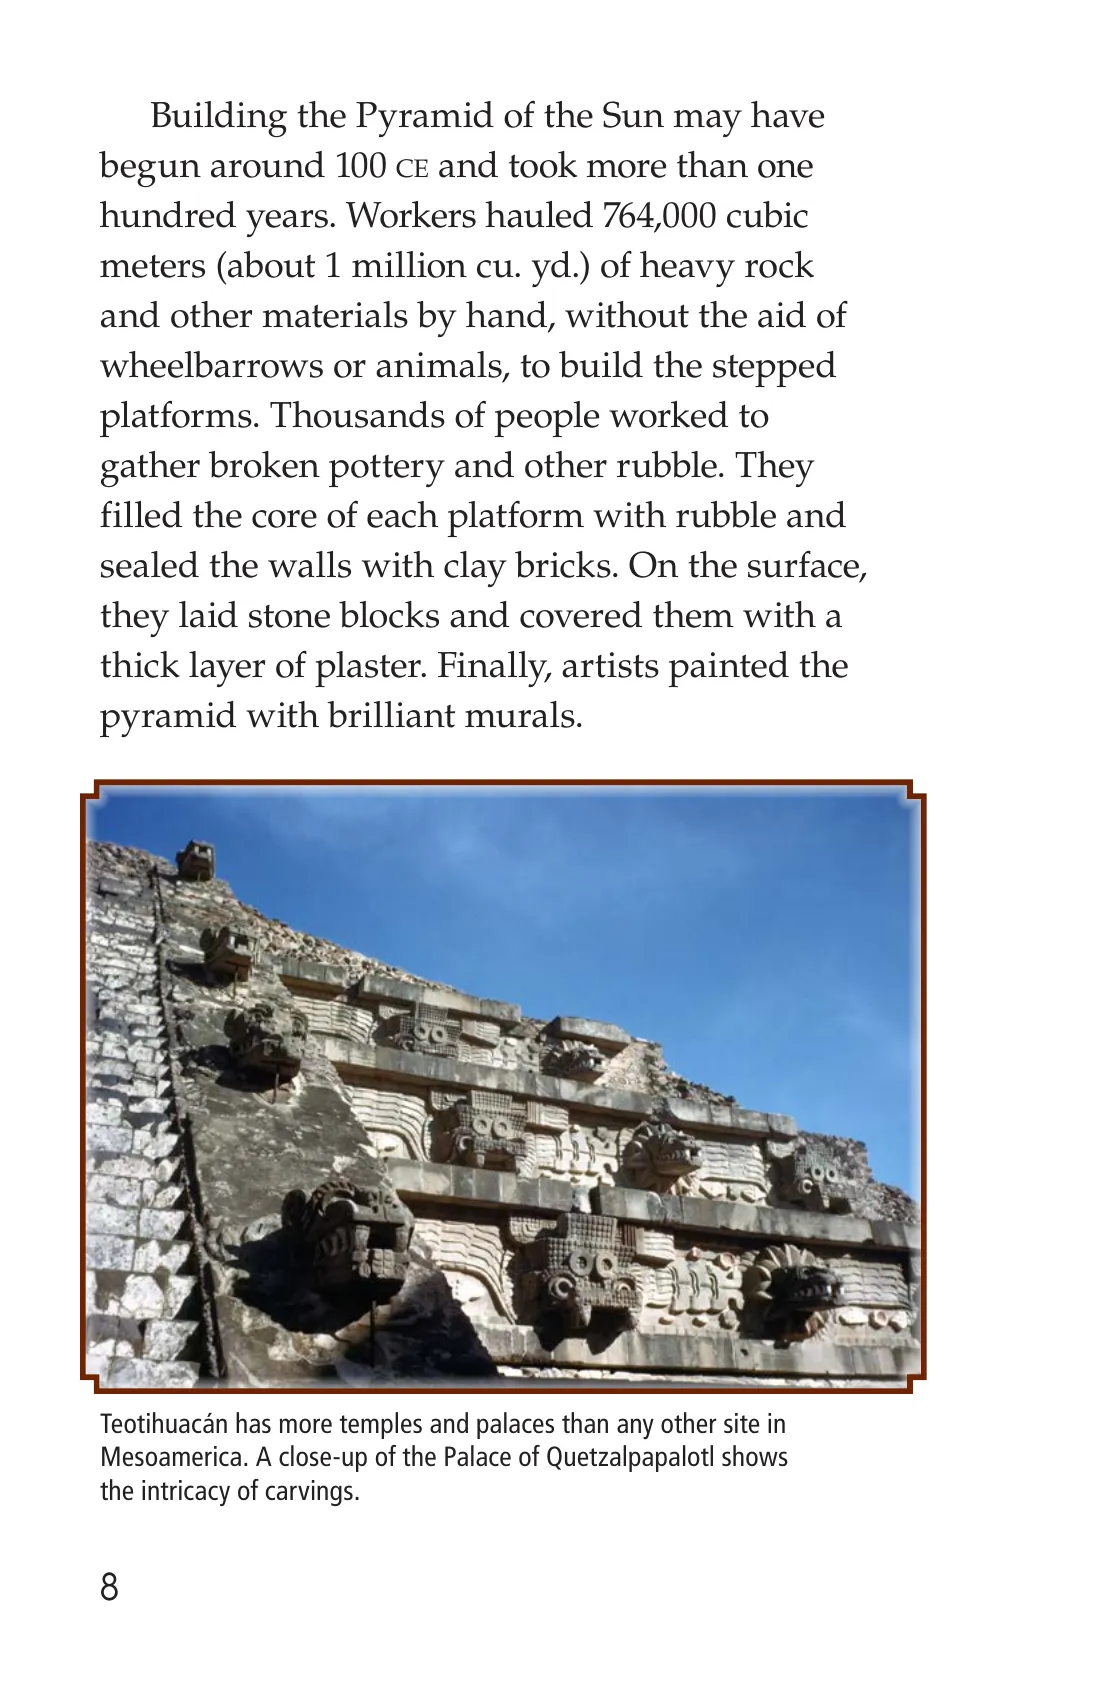 Building the Pyramid of the Sun may have
begun around 100 CE and took more than one
hundred years. Workers hauled 764,000 cubic
meters (about 1 million cu. yd.) of heavy rock
and other materials by hand, without the aid of
wheelbarrows or animals, to build the stepped
platforms. Thousands of people worked to
gather broken pottery and other rubble. They
filled the core of each platform with rubble and
sealed the walls with clay bricks. On the surface,
they laid stone blocks and covered them with a
thick layer of plaster. Finally, artists painted the
pyramid with brilliant murals.
Teotihuacán has more temples and palaces than any other site in
Mesoamerica. A close-up of the Palace of Quetzalpapalotl shows
the intricacy of carvings.
8